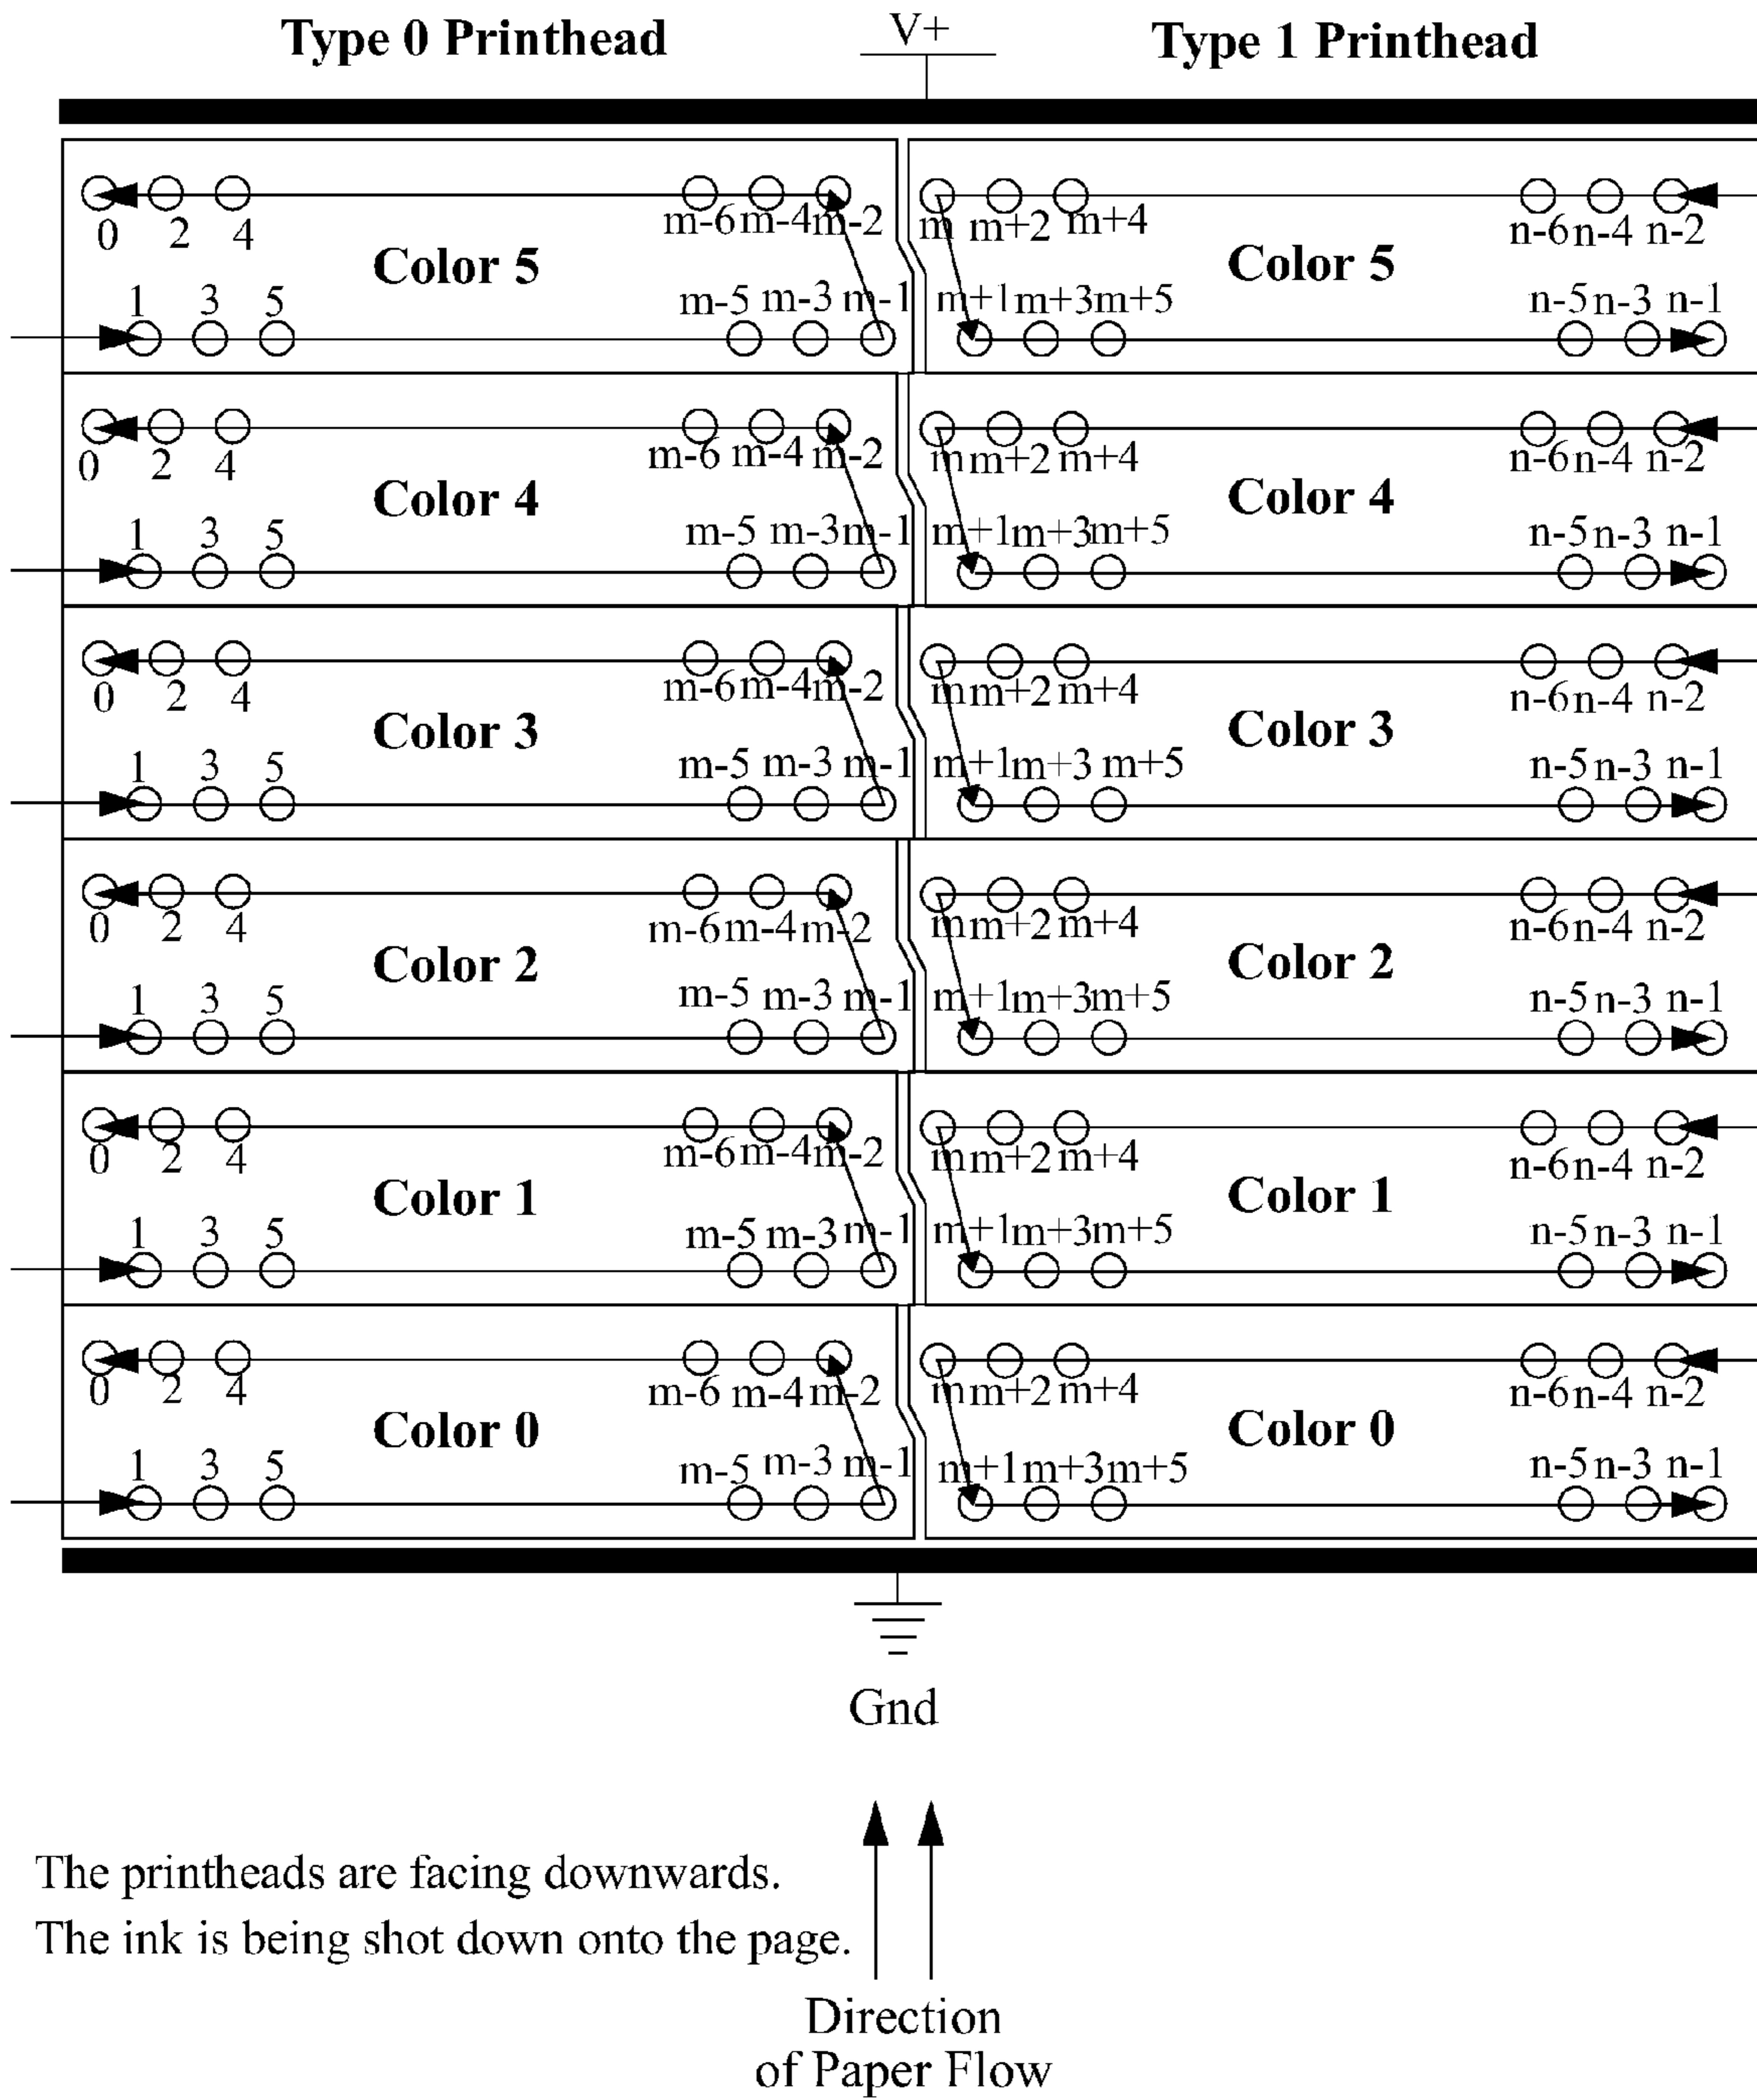 Type 0 Printhead V+ Type 1 Printhead
0 2 4 m-6 m-4 m-2 m m+2 m+4 n-6 n-4 n-2
Color 5 Color 5
1 3 5 m-5 m-3 m-1 m+1 m+3 m+5 n-5 n-3 n-1
0 2 4 m-6 m-4 m-2 m m+2 m+4 n-6 n-4 n-2
Color 4 Color 4
1 3 5 m-5 m-3 m-1 m+1 m+3 m+5 n-5 n-3 n-1
0 2 4 m-6 m-4 m-2 m m+2 m+4 n-6 n-4 n-2
Color 3 Color 3
1 3 5 m-5 m-3 m-1 m+1 m+3 m+5 n-5 n-3 n-1
0 2 4 m-6 m-4 m-2 m m+2 m+4 n-6 n-4 n-2
Color 2 Color 2
1 3 5 m-5 m-3 m-1 m+1 m+3 m+5 n-5 n-3 n-1
0 2 4 m-6 m-4 m-2 m m+2 m+4 n-6 n-4 n-2
Color 1 Color 1
1 3 5 m-5 m-3 m-1 m+1 m+3 m+5 n-5 n-3 n-1
0 2 4 m-6 m-4 m-2 m m+2 m+4 n-6 n-4 n-2
Color 0 Color 0
1 3 5 m-5 m-3 m-1 m+1 m+3 m+5 n-5 n-3 n-1
Gnd
The printheads are facing downwards.
The ink is being shot down onto the page.
Direction
of Paper Flow